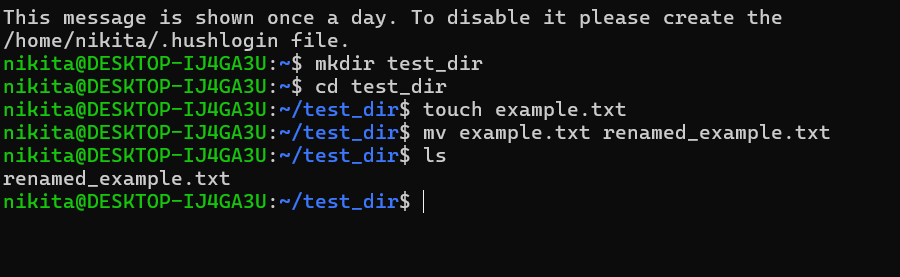 This message is shown once a day. To disable it please create the
/home/nikita/.hushlogin file.
nikita@DESKTOP-IJ4GA3U:~$ mkdir test_dir
nikita@DESKTOP-IJ4GA3U:~$ cd test_dir
nikita@DESKTOP-IJ4GA3U:~/test_dir$ touch example.txt
nikita@DESKTOP-IJ4GA3U:~/test_dir$ mv example.txt renamed_example.txt
nikita@DESKTOP-IJ4GA3U:~/test_dir$ ls
renamed_example.txt
nikita@DESKTOP-IJ4GA3U:~/test_dir$